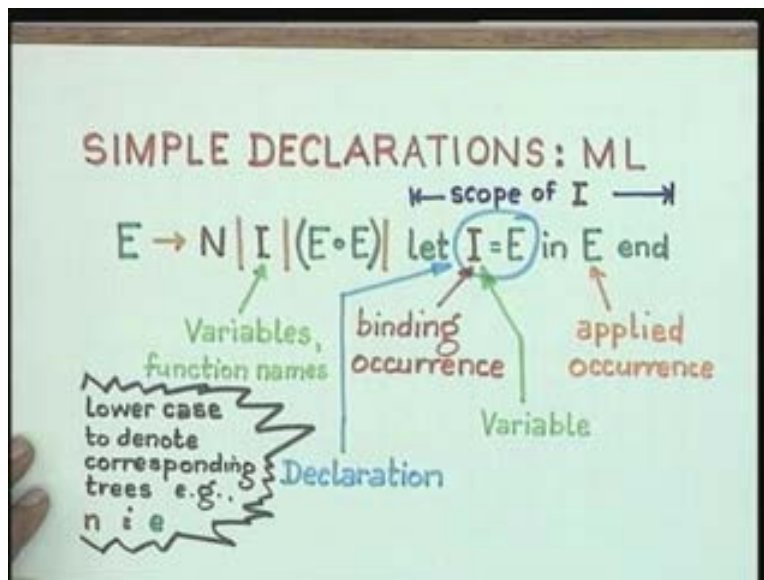 SIMPLE DECLARATIONS: ML
scope of I
E → N | I | (E∘E) | let I = E in E end
Variables,
function names
binding
occurrence
applied
occurrence
Variable
Declaration
lower case
to denote
corresponding
trees e.g..
n i e